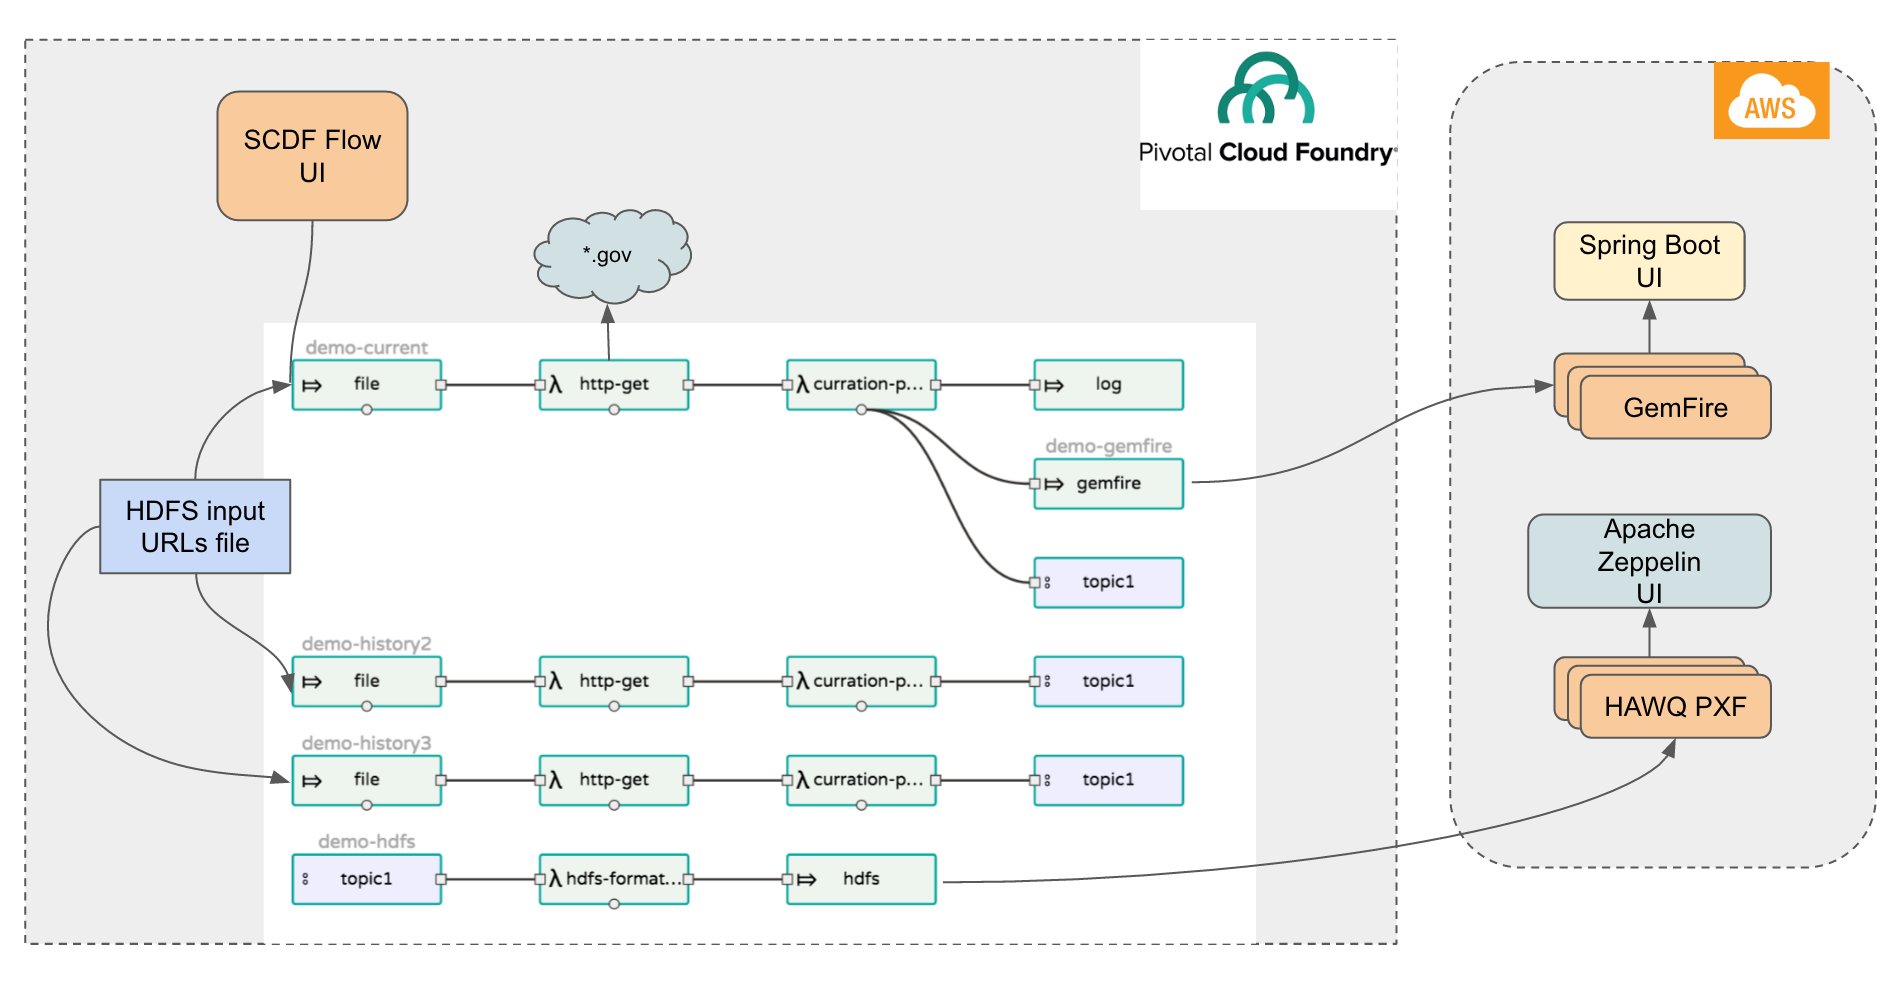 Pivotal Cloud Foundry®
AWS
SCDF Flow
UI
*.gov
Spring Boot
UI
demo-current
file
λ http-get
λ curration-p...
log
GemFire
demo-gemfire
gemfire
HDFS input
URLs file
topic1
Apache
Zeppelin
UI
demo-history2
file
λ http-get
λ curration-p...
topic1
HAWQ PXF
demo-history3
file
λ http-get
λ curration-p...
topic1
demo-hdfs
topic1
λ hdfs-format...
hdfs